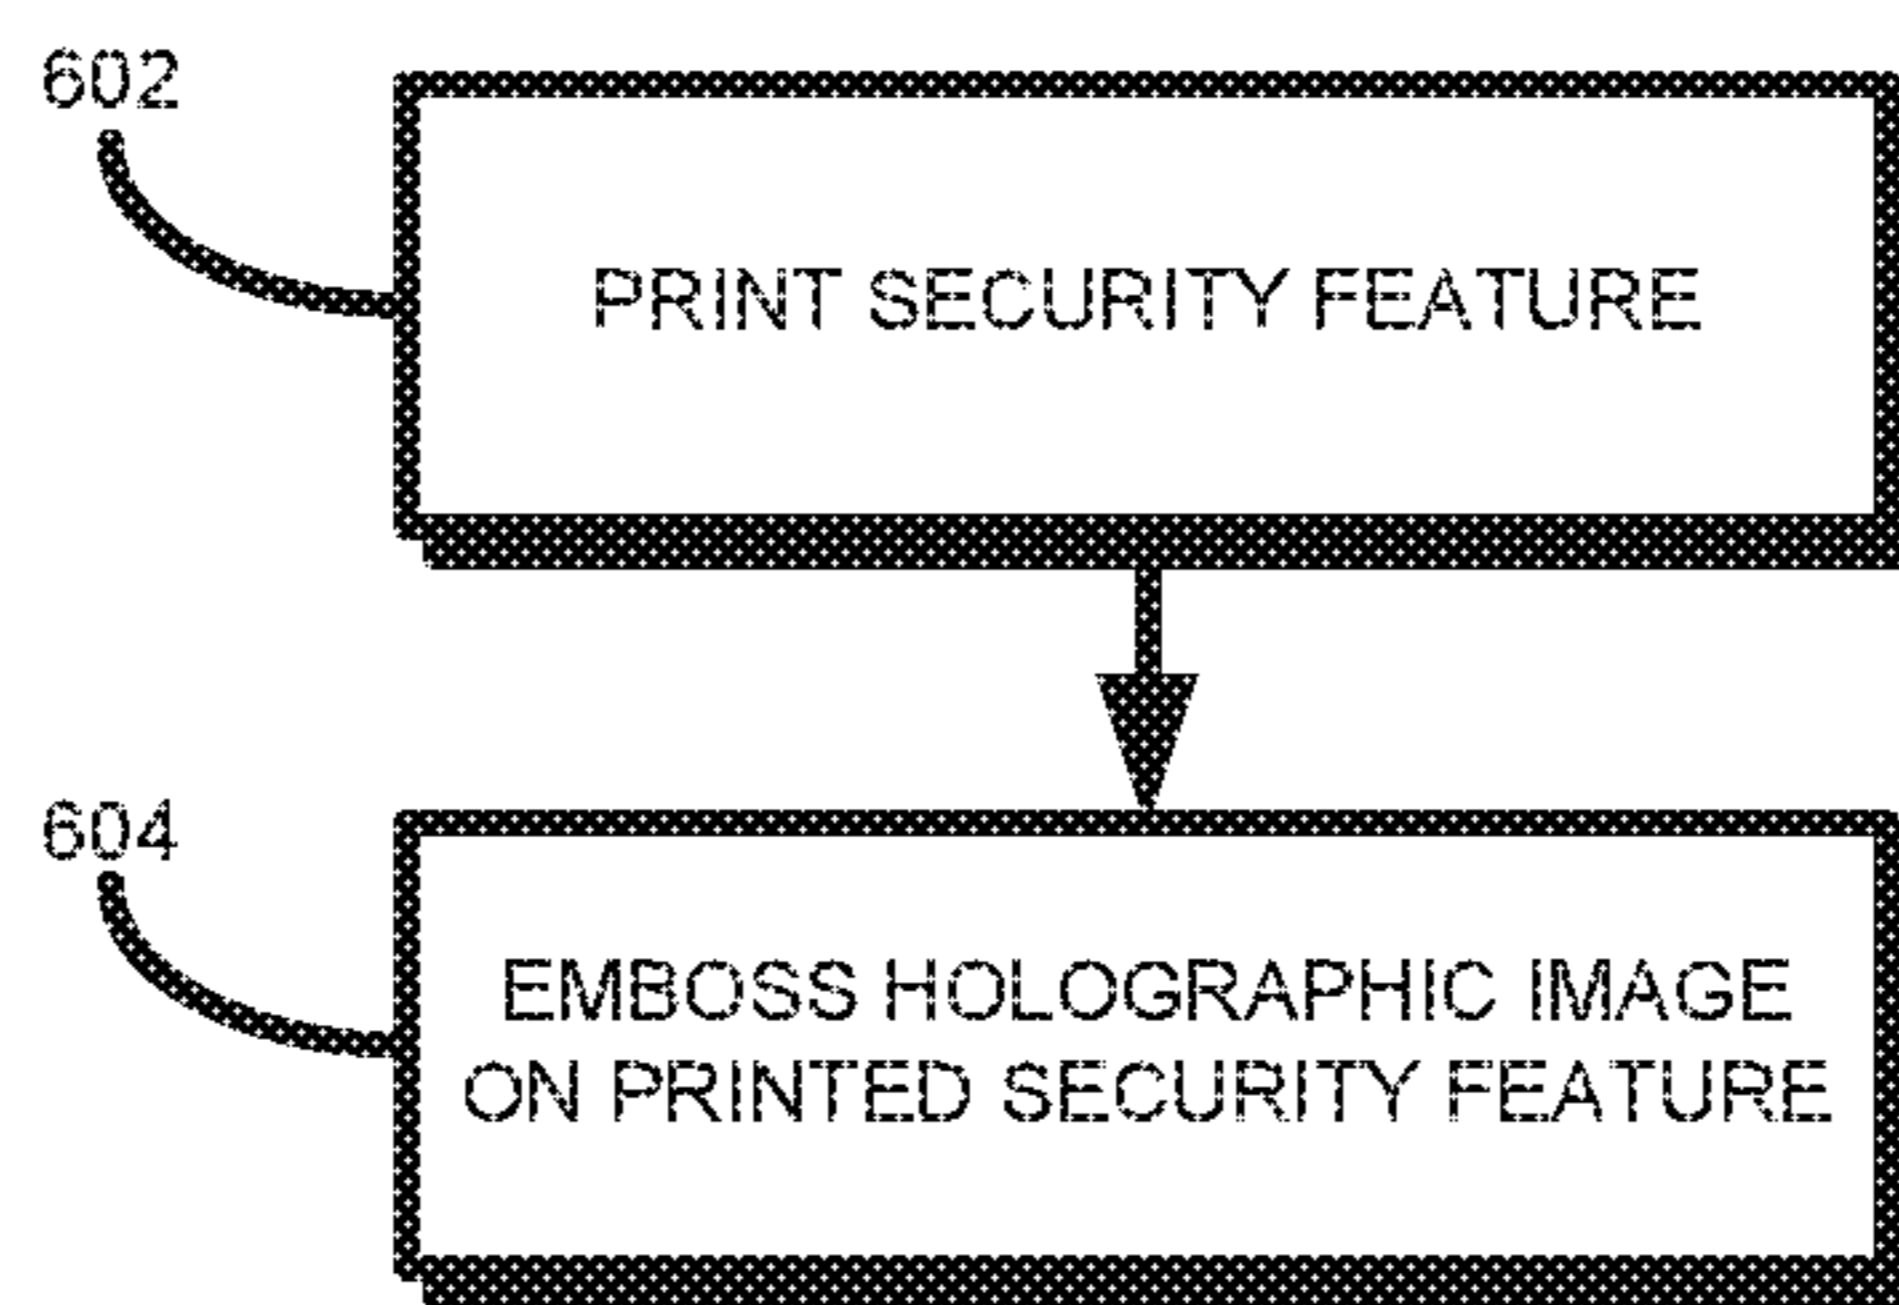 602
PRINT SECURITY FEATURE
604
EMBOSS HOLOGRAPHIC IMAGE
ON PRINTED SECURITY FEATURE